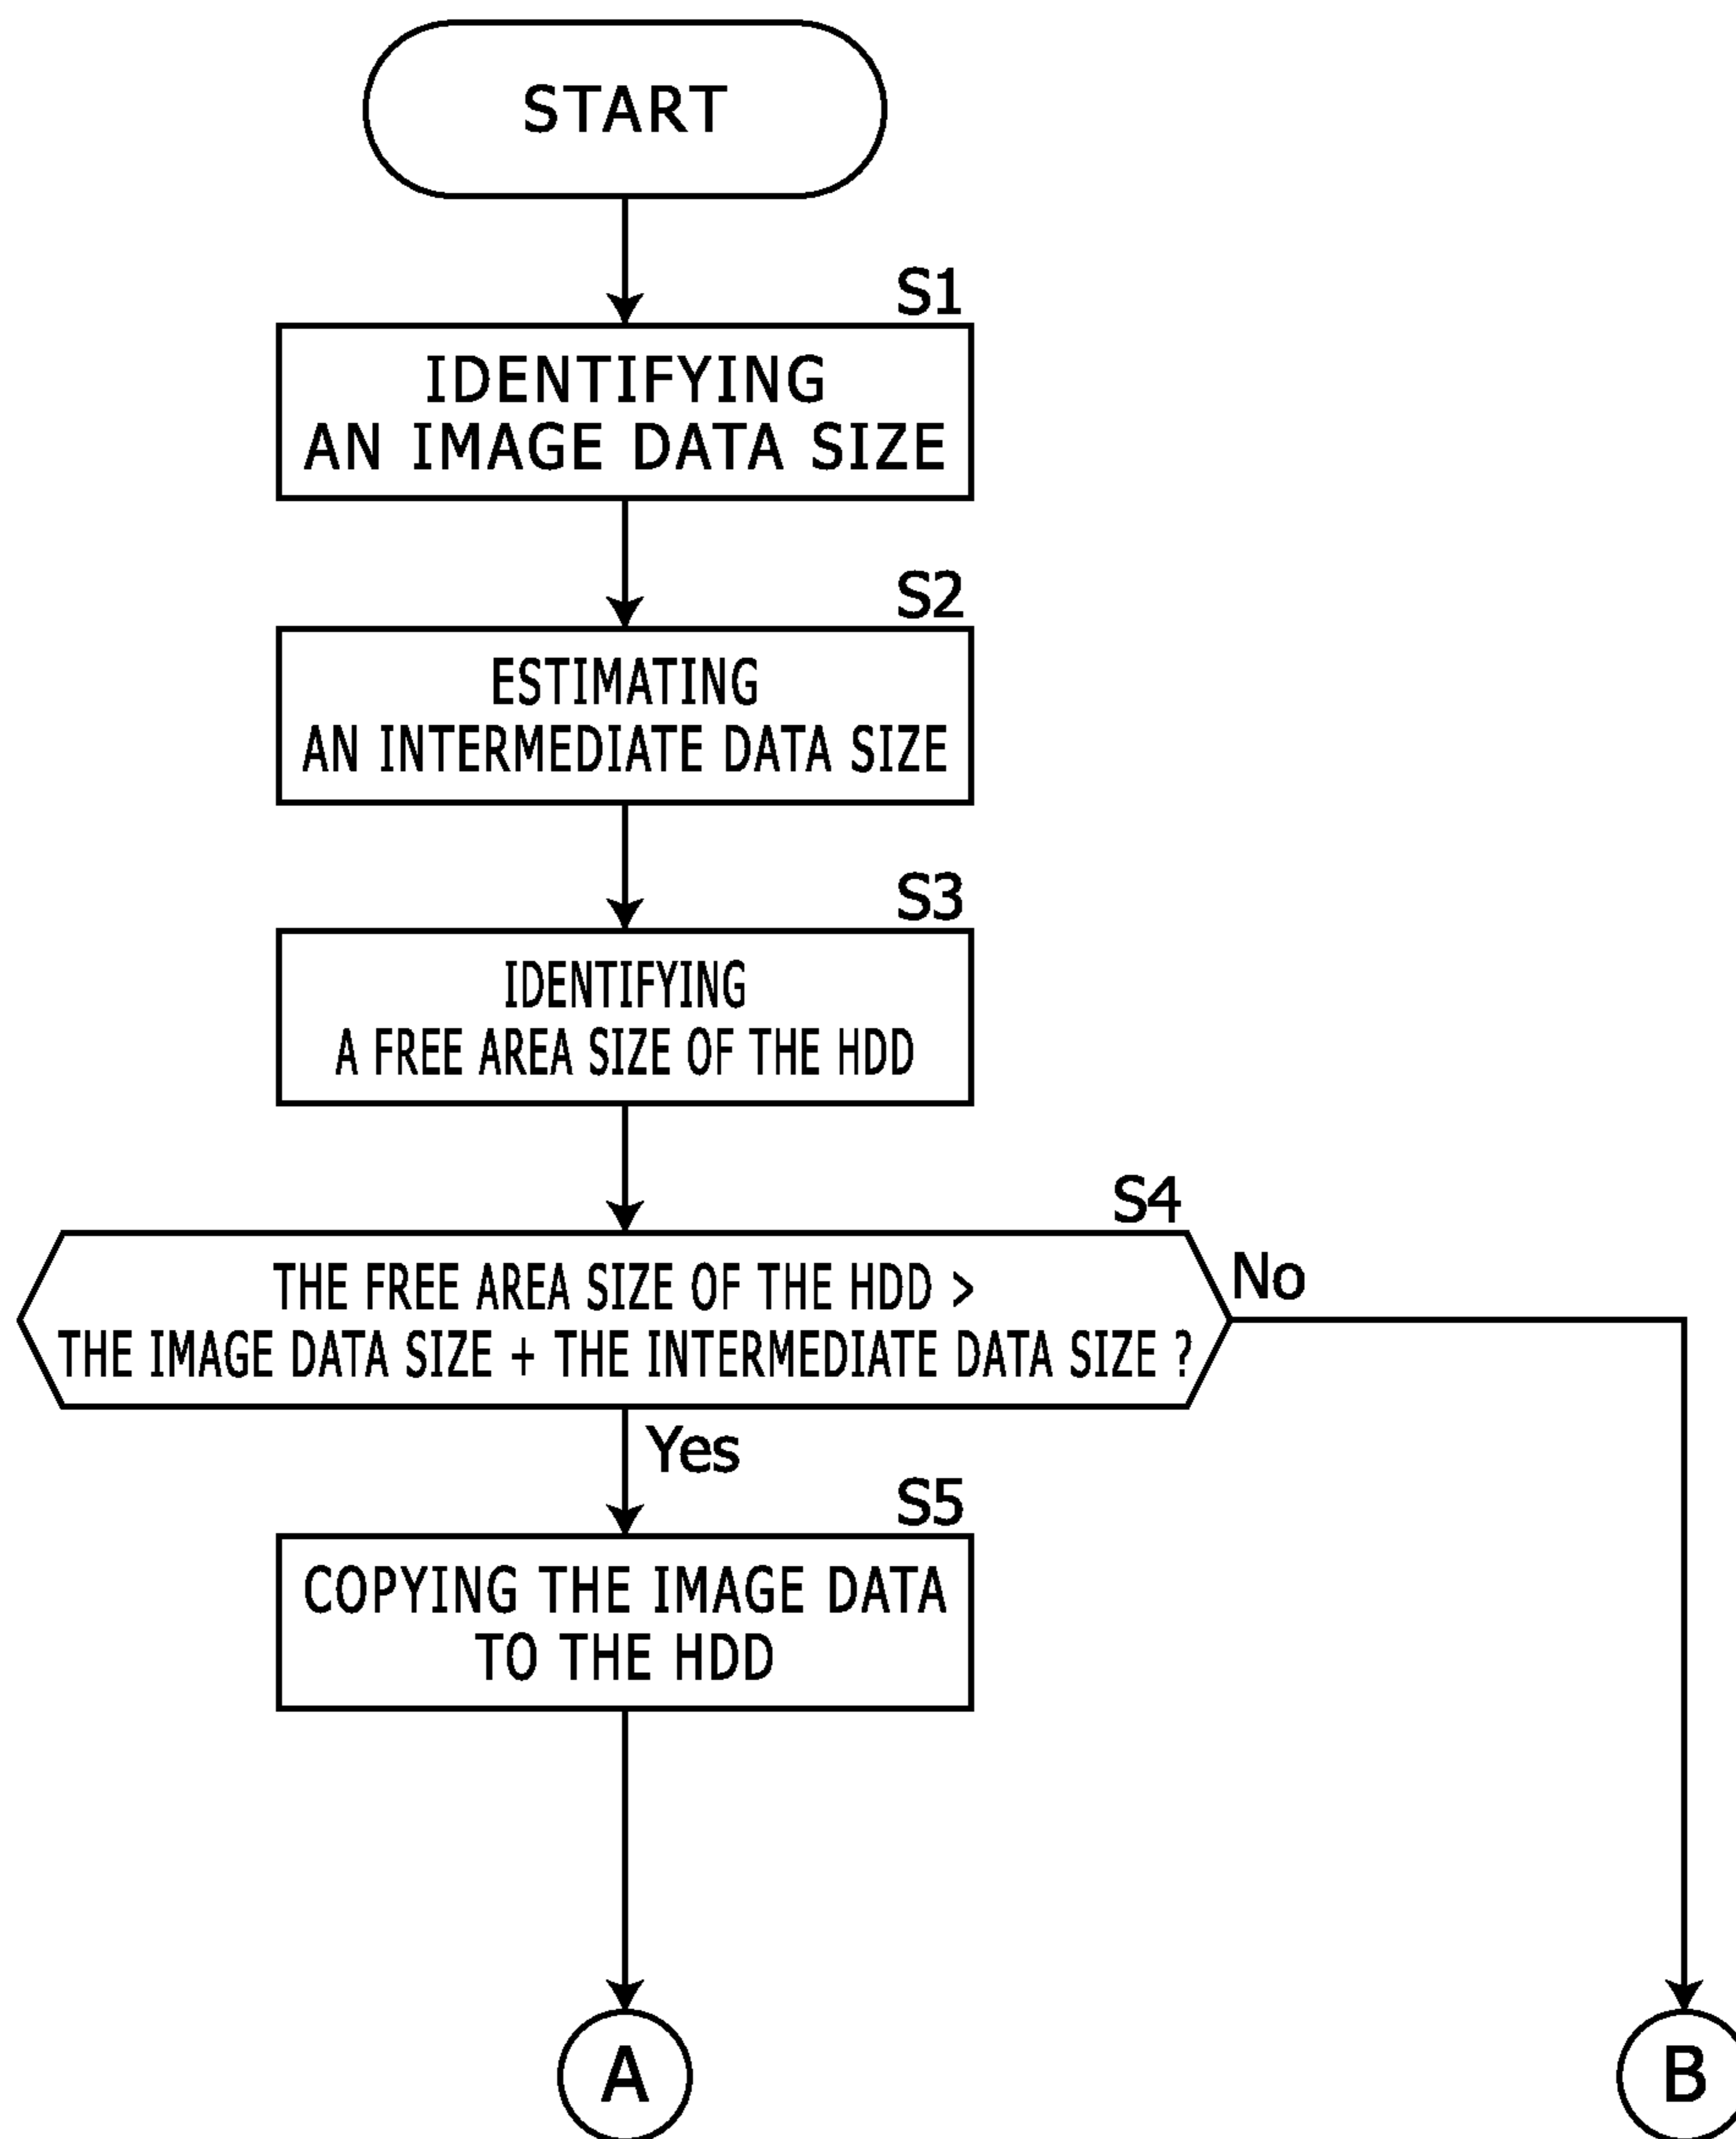 START
S1
IDENTIFYING
AN IMAGE DATA SIZE
S2
ESTIMATING
AN INTERMEDIATE DATA SIZE
S3
IDENTIFYING
A FREE AREA SIZE OF THE HDD
S4
THE FREE AREA SIZE OF THE HDD >
THE IMAGE DATA SIZE + THE INTERMEDIATE DATA SIZE ?
No
Yes
S5
COPYING THE IMAGE DATA
TO THE HDD
A
B